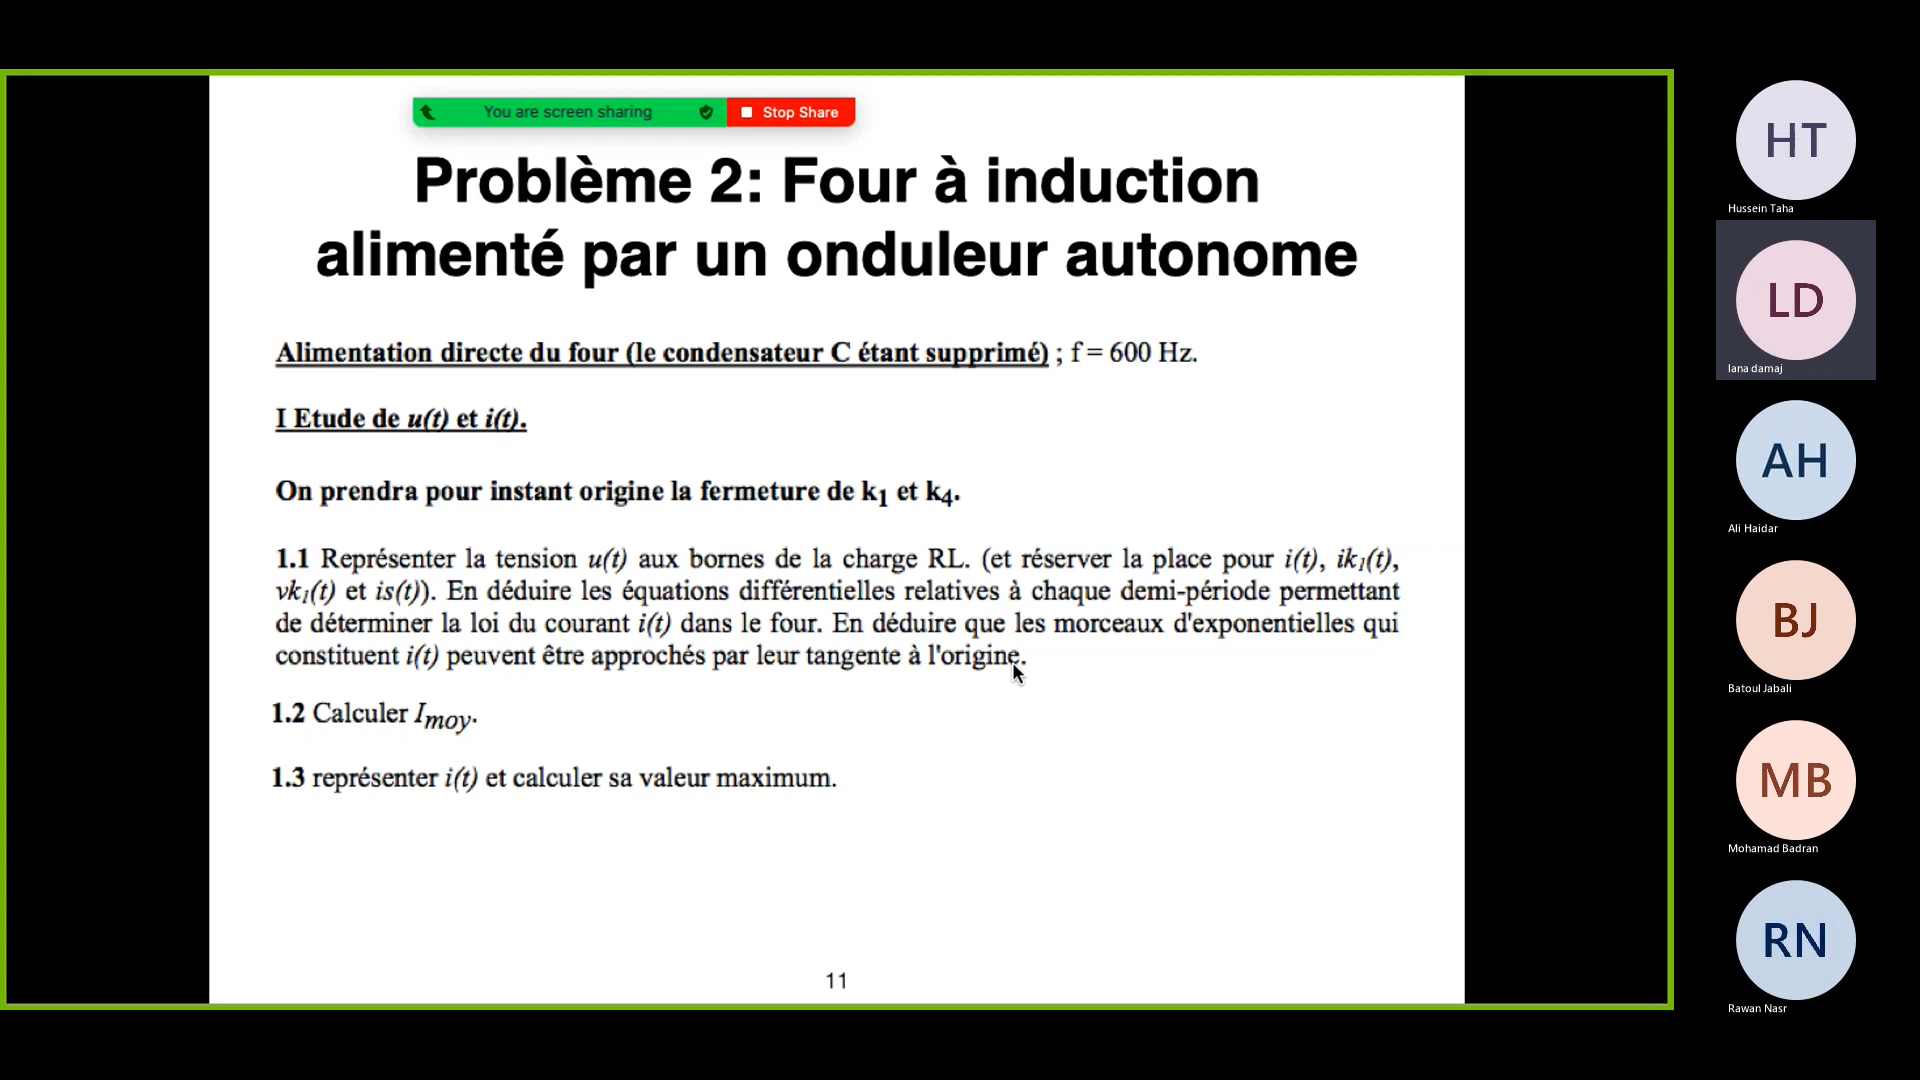 You are screen sharing
Stop Share
Problème 2: Four à induction
alimenté par un onduleur autonome
Alimentation directe du four (le condensateur C étant supprimé) ; f = 600 Hz.
I Etude de u(t) et i(t).
On prendra pour instant origine la fermeture de k1 et k4.
1.1 Représenter la tension u(t) aux bornes de la charge RL. (et réserver la place pour i(t), ik1(t),
vk1(t) et is(t)). En déduire les équations différentielles relatives à chaque demi-période permettant
de déterminer la loi du courant i(t) dans le four. En déduire que les morceaux d'exponentielles qui
constituent i(t) peuvent être approchés par leur tangente à l'origine.
1.2 Calculer Imoy.
1.3 représenter i(t) et calculer sa valeur maximum.
11
HT
Hussein Taha
LD
lana damaj
AH
Ali Haidar
BJ
Batoul Jabali
MB
Mohamad Badran
RN
Rawan Nasr